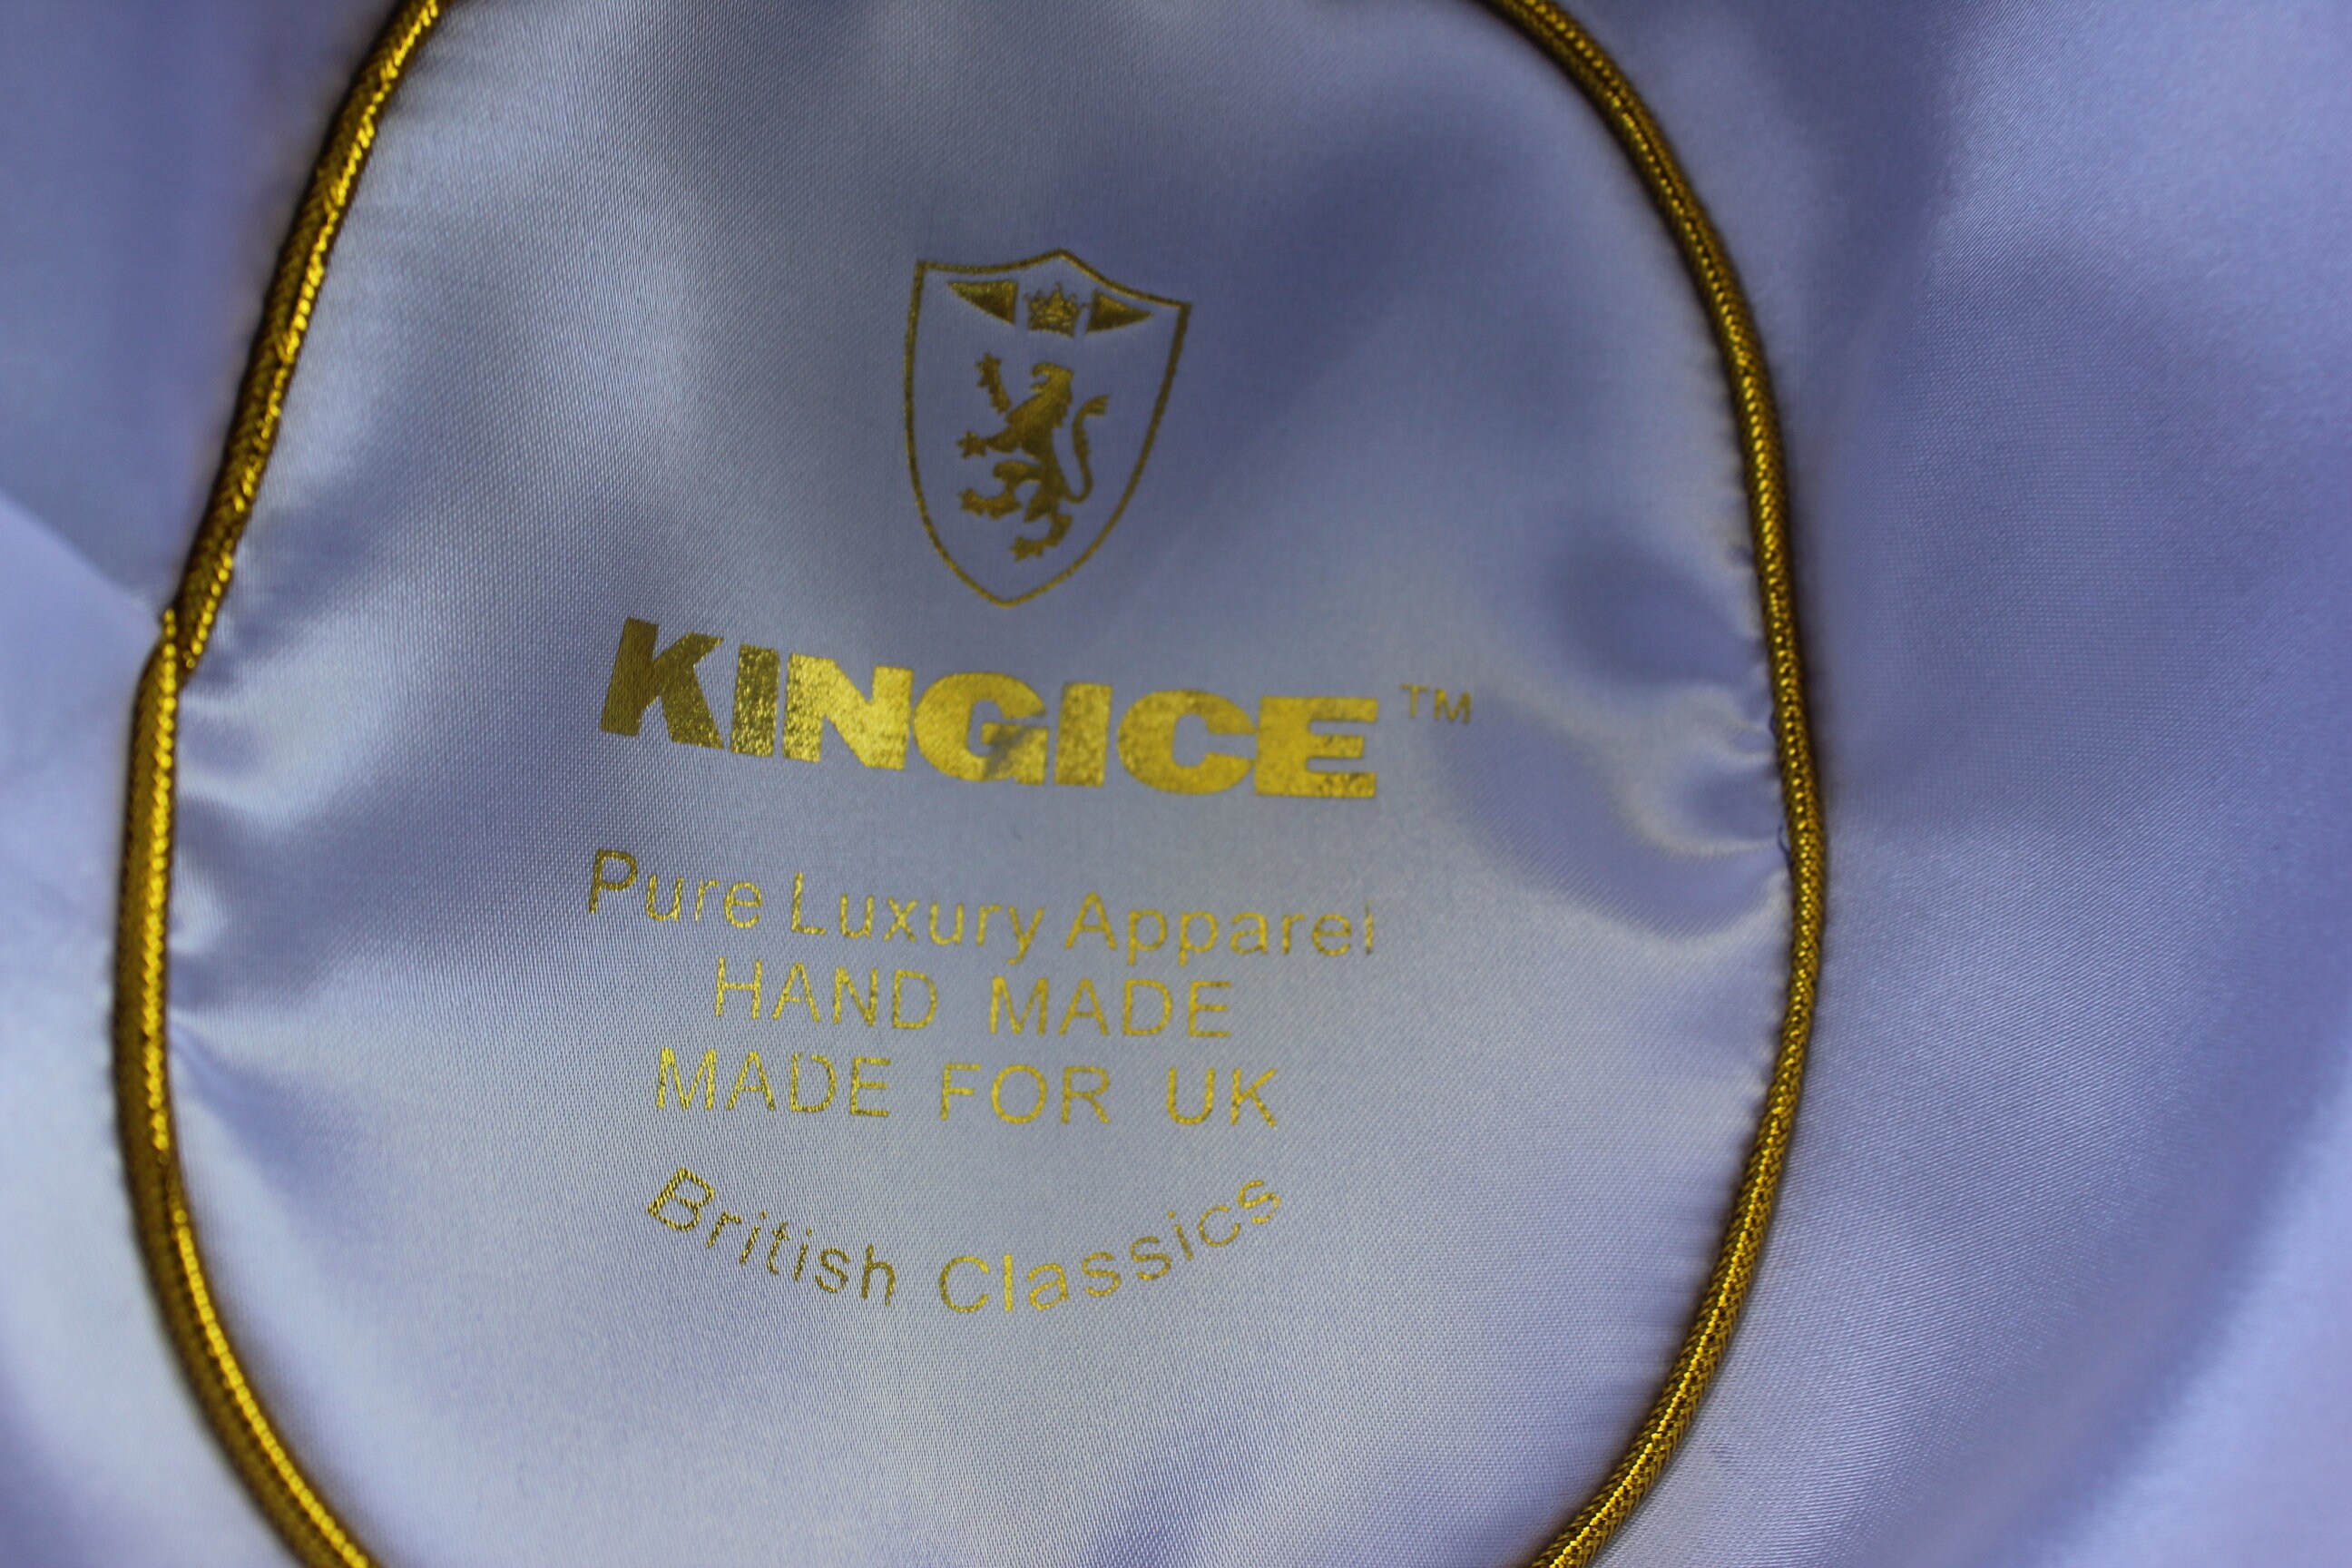 KINGICE™
Pure Luxury Apparel
HAND MADE
MADE FOR UK
British Classics